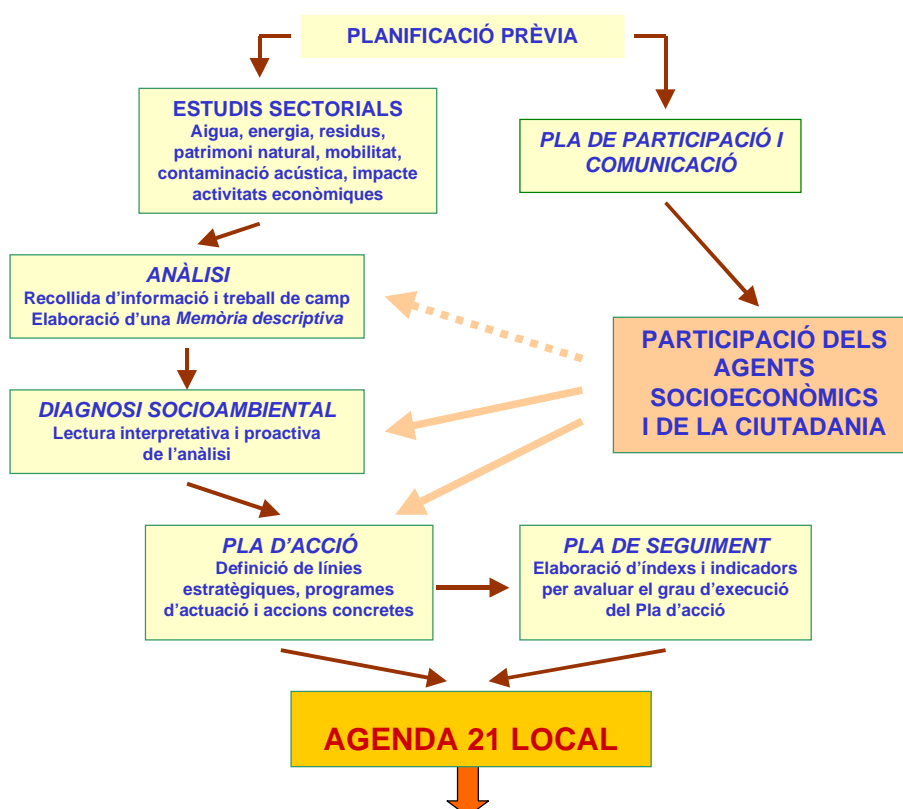 PLANIFICACIÓ PRÈVIA
ESTUDIS SECTORIALS
Aigua, energia, residus,
patrimoni natural, mobilitat,
contaminació acústica, impacte
activitats econòmiques
PLA DE PARTICIPACIÓ I
COMUNICACIÓ
ANÀLISI
Recollida d'informació i treball de camp
Elaboració d'una Memòria descriptiva
PARTICIPACIÓ DELS
AGENTS
SOCIOECONÒMICS
I DE LA CIUTADANIA
DIAGNOSI SOCIOAMBIENTAL
Lectura interpretativa i proactiva
de l'anàlisi
PLA D'ACCIÓ
Definició de línies
estratègiques, programes
d'actuació i accions concretes
PLA DE SEGUIMENT
Elaboració d'índexs i indicadors
per avaluar el grau d'execució
del Pla d'acció
AGENDA 21 LOCAL